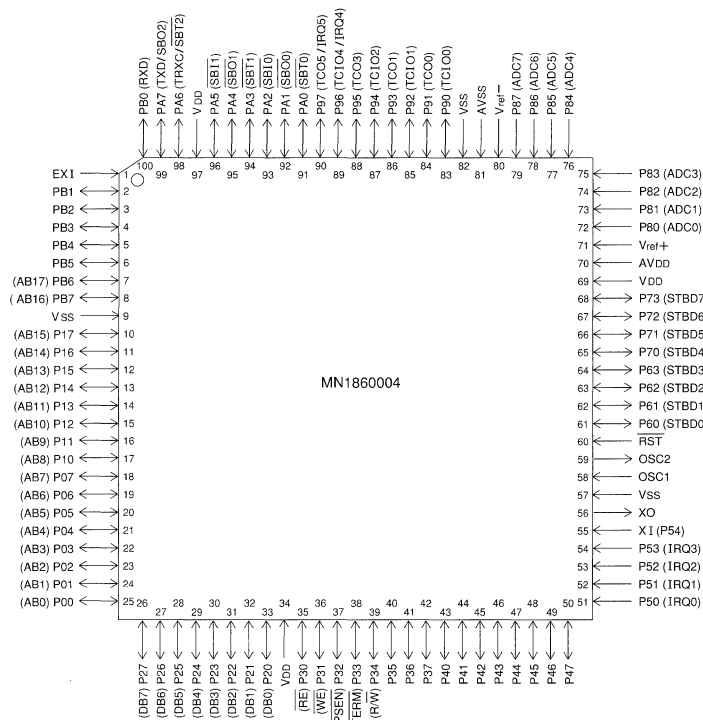 PB0 (RXD)
PA7 (TXD/SBO2)
PA6 (TRXC/SBT2)
VDD
PA5 (SBI1)
PA4 (SBO1)
PA3 (SBT1)
PA2 (SBI0)
PA1 (SBO0)
PA0 (SBT0)
P97 (TCO5/IRQ5)
P96 (TCIO4/IRQ4)
P95 (TCO3)
P94 (TCIO2)
P93 (TCO1)
P92 (TCIO1)
P91 (TCO0)
P90 (TCIO0)
VSS
AVSS
Vref-
P87 (ADC7)
P86 (ADC6)
P85 (ADC5)
P84 (ADC4)
100 98 96 94 92 90 88 86 84 82 80 78 76
99 97 95 93 91 89 87 85 83 81 79 77
EXI 1
PB1 2
PB2 3
PB3 4
PB4 5
PB5 6
(AB17) PB6 7
(AB16) PB7 8
VSS 9
(AB15) P17 10
(AB14) P16 11
(AB13) P15 12
(AB12) P14 13
(AB11) P13 14
(AB10) P12 15
(AB9) P11 16
(AB8) P10 17
(AB7) P07 18
(AB6) P06 19
(AB5) P05 20
(AB4) P04 21
(AB3) P03 22
(AB2) P02 23
(AB1) P01 24
(AB0) P00 25
MN1860004
75 P83 (ADC3)
74 P82 (ADC2)
73 P81 (ADC1)
72 P80 (ADC0)
71 Vref+
70 AVDD
69 VDD
68 P73 (STBD7
67 P72 (STBD6
66 P71 (STBD5
65 P70 (STBD4
64 P63 (STBD3
63 P62 (STBD2
62 P61 (STBD1
61 P60 (STBD0
60 RST
59 OSC2
58 OSC1
57 VSS
56 XO
55 XI (P54)
54 P53 (IRQ3)
53 P52 (IRQ2)
52 P51 (IRQ1)
51 P50 (IRQ0)
26 28 30 32 34 36 38 40 42 44 46 48 50
27 29 31 33 35 37 39 41 43 45 47 49
(DB7) P27
(DB6) P26
(DB5) P25
(DB4) P24
(DB3) P23
(DB2) P22
(DB1) P21
(DB0) P20
VDD
(RE) P30
(WE) P31
PSEN) P32
TERM) P33
(R/W) P34
P35
P36
P37
P40
P41
P42
P43
P44
P45
P46
P47